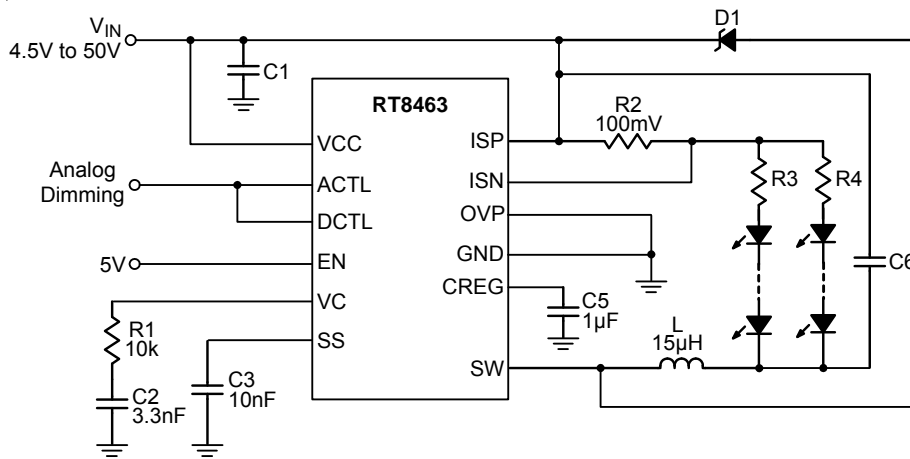 V_IN
4.5V to 50V
C1
D1
RT8463
VCC
ACTL
DCTL
EN
VC
SS
ISP
ISN
OVP
GND
CREG
SW
Analog
Dimming
5V
R1
10k
C2
3.3nF
C3
10nF
R2
100mV
R3
R4
C6
C5
1µF
L
15µH